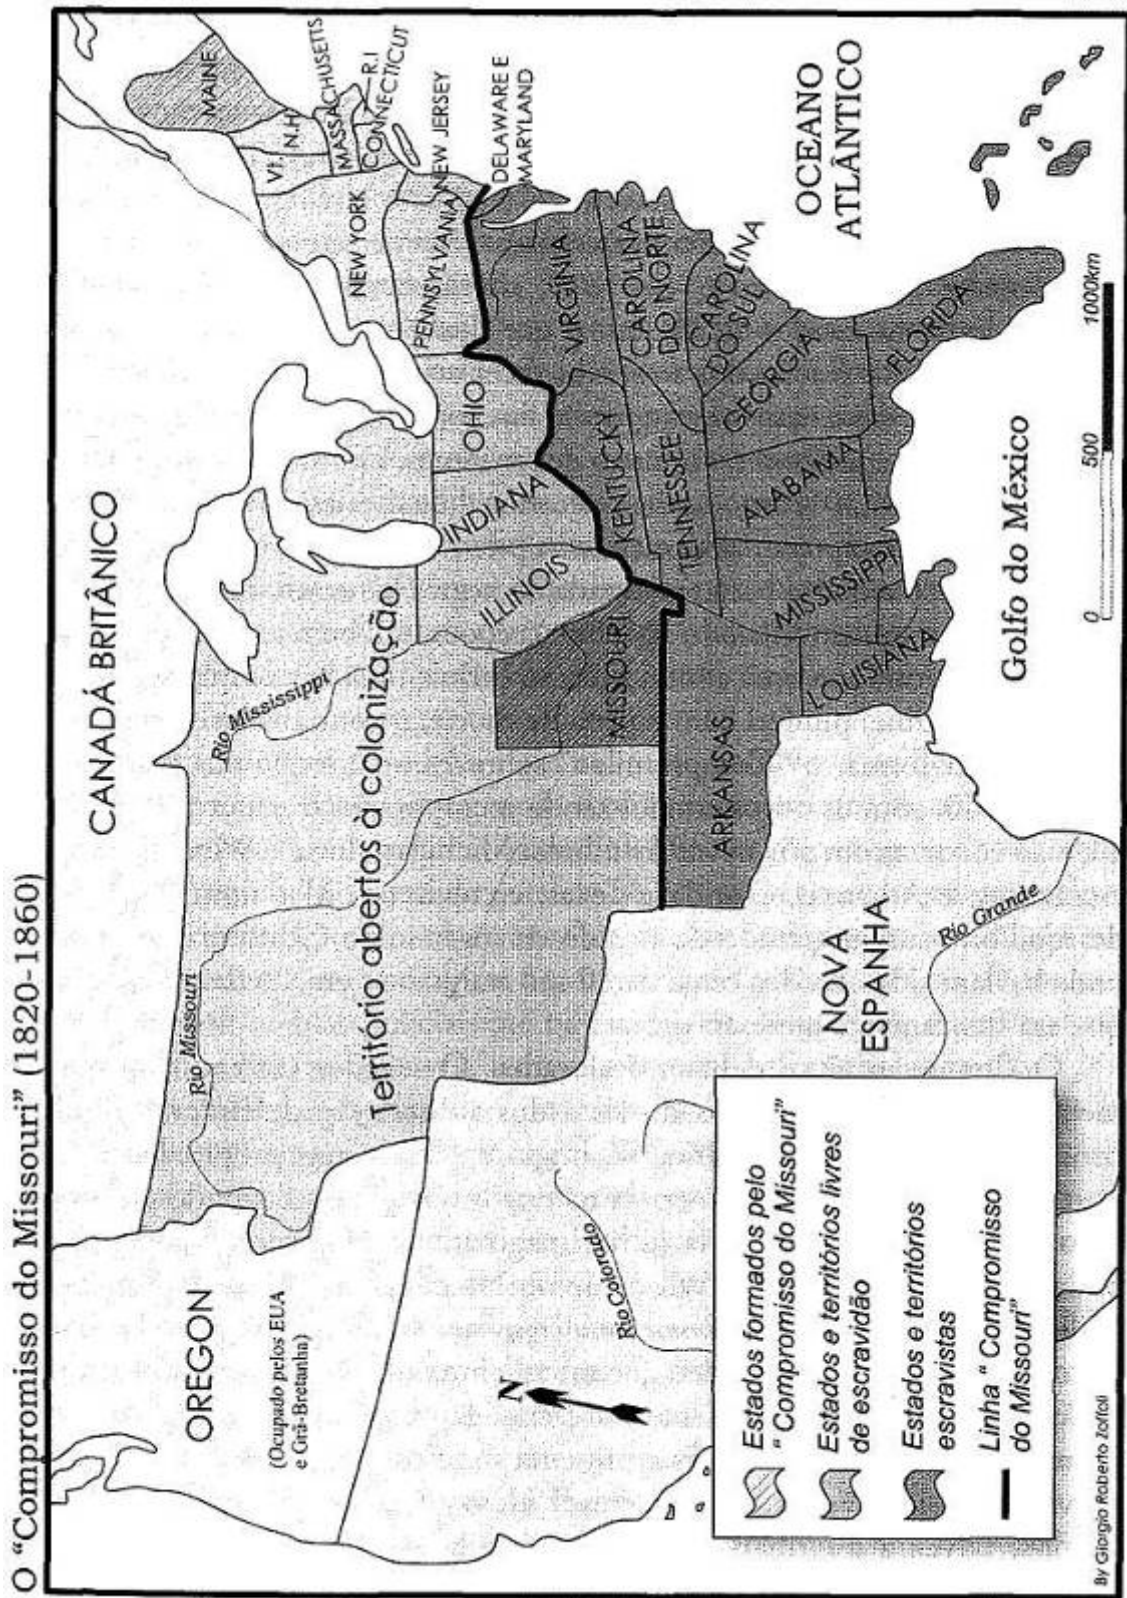 O “Compromisso do Missouri” (1820-1860)
CANADÁ BRITÂNICO
OREGON
(Ocupado pelos EUA
e Grã-Bretanha)
Rio Missouri
Rio Mississippi
Território abertos à colonização
MAINE
Vt.
N.H
MASSACHUSETTS
R.I
CONNECTICUT
NEW YORK
PENNSYLVANIA
NEW JERSEY
DELAWARE E
MARYLAND
OHIO
INDIANA
ILLINOIS
MISSOURI
KENTUCKY
VIRGÍNIA
TENNESSEE
CAROLINA
DO NORTE
CAROLINA
DO SUL
GEÓRGIA
ALABAMA
MISSISSIPPI
LOUISIANA
ARKANSAS
FLORIDA
OCEANO
ATLÂNTICO
Golfo do México
NOVA
ESPANHA
Rio Grande
Rio Colorado
N
Estados formados pelo
“Compromisso do Missouri”
Estados e territórios livres
de escravidão
Estados e territórios
escravistas
Linha “Compromisso
do Missouri”
0 500 1000km
By Giorgio Roberto Zoffoli